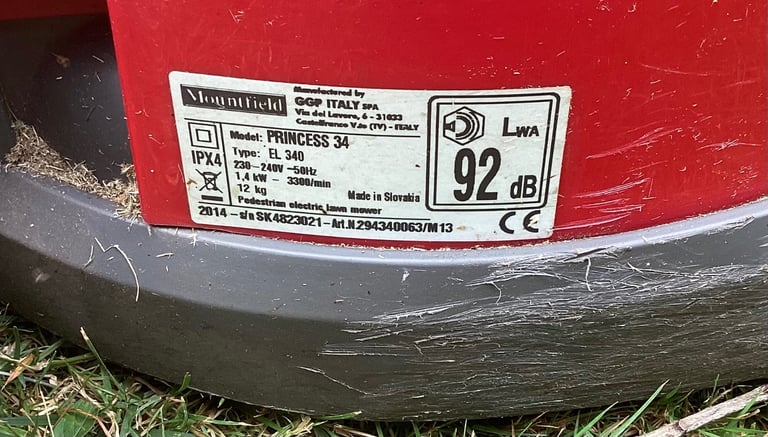 Mountfield
Manufactured by
GGP ITALY SPA
Via del Lavoro, 6 - 31033
Castelfranco V.to (TV) - ITALY
IPX4
Model: PRINCESS 34
Type: EL 340
230-240V ~50Hz
1,4 kW - 3300/min
12 kg
Made in Slovakia
Pedestrian electric lawn mower
2014 - s/n SK4823021 - Art.N.294340063/M13
LWA
92 dB
CE